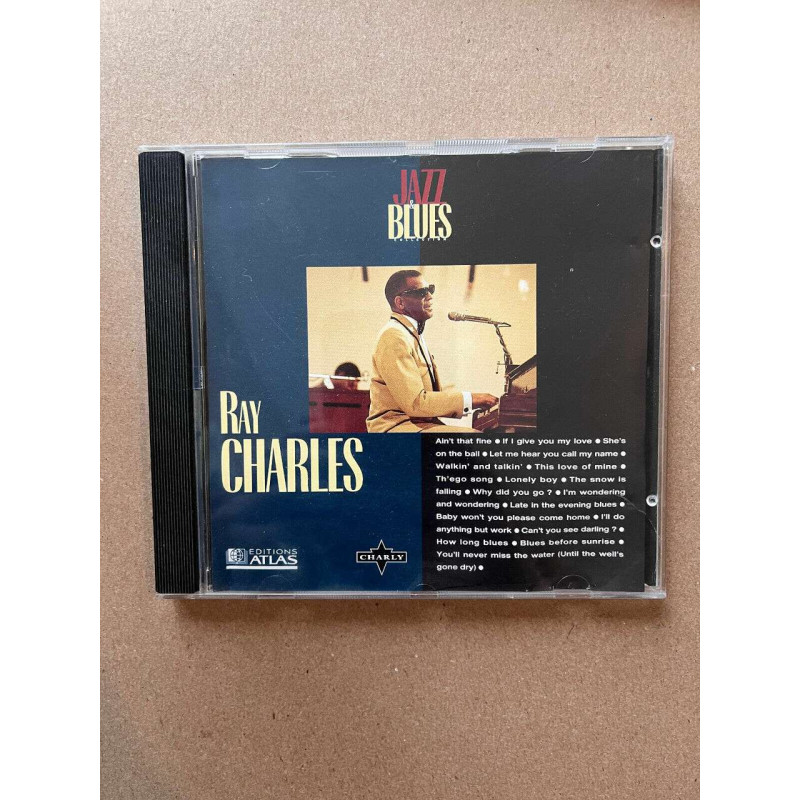 JAZZ
&
BLUES
COLLECTION
RAY
CHARLES
Ain't that fine ● If I give you my love ● She's
on the ball ● Let me hear you call my name ●
Walkin' and talkin' ● This love of mine ●
Th'ego song ● Lonely boy ● The snow is
falling ● Why did you go ? ● I'm wondering
and wondering ● Late in the evening blues ●
Baby won't you please come home ● I'll do
anything but work ● Can't you see darling ? ●
How long blues ● Blues before sunrise ●
You'll never miss the water (Until the well's
gone dry) ●
EDITIONS
ATLAS
CHARLY